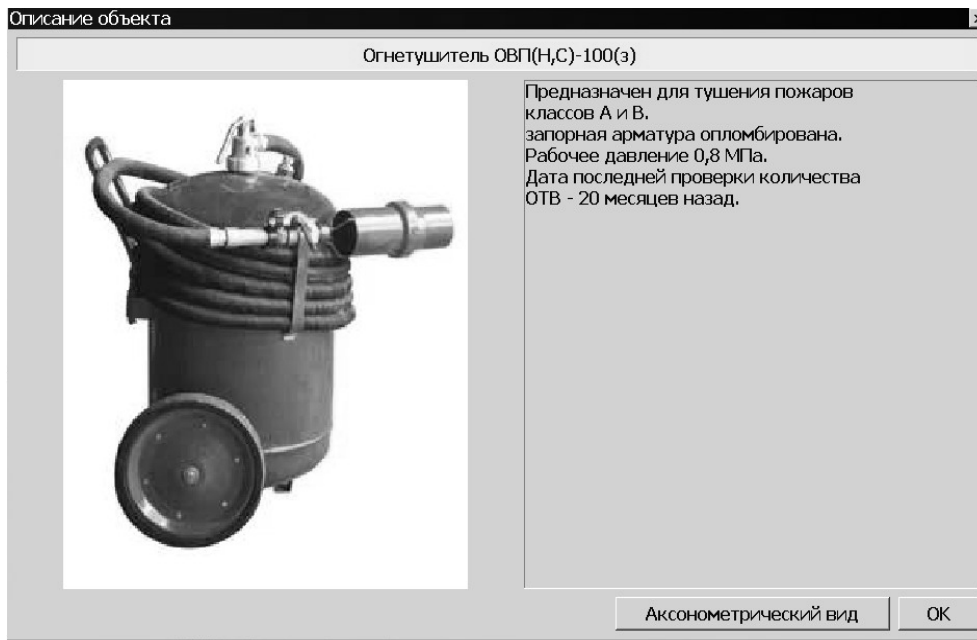 Описание объекта
Огнетушитель ОВП(Н,С)-100(з)
Предназначен для тушения пожаров
классов А и В.
запорная арматура опломбирована.
Рабочее давление 0,8 МПа.
Дата последней проверки количества
ОТВ - 20 месяцев назад.
Аксонометрический вид
OK